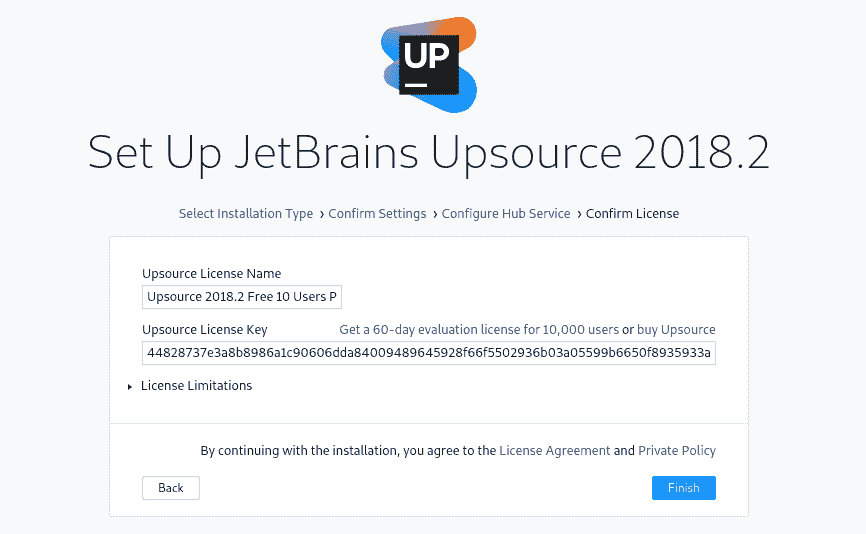 UP
Set Up JetBrains Upsource 2018.2
Select Installation Type › Confirm Settings › Configure Hub Service › Confirm License
Upsource License Name
Upsource 2018.2 Free 10 Users P
Upsource License Key Get a 60-day evaluation license for 10,000 users or buy Upsource
44828737e3a8b8986a1c90606dda84009489645928f66f5502936b03a05599b6650f8935933a
License Limitations
By continuing with the installation, you agree to the License Agreement and Private Policy
Back Finish